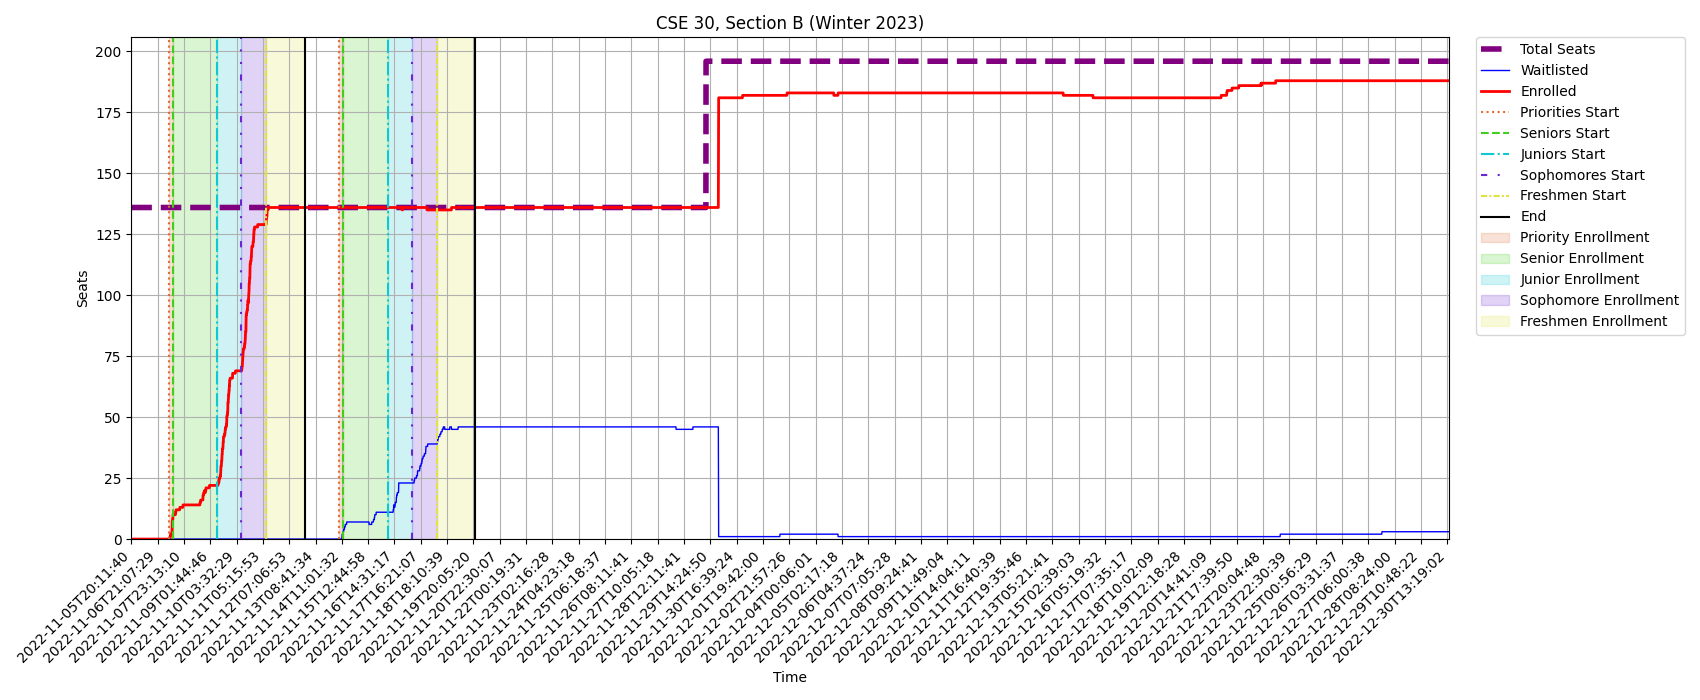 CSE 30, Section B (Winter 2023)
Seats
200
175
150
125
100
75
50
25
0
2022-11-05T20:11:40
2022-11-06T21:07:29
2022-11-07T23:13:10
2022-11-09T01:44:46
2022-11-10T03:32:29
2022-11-11T05:15:53
2022-11-12T07:06:53
2022-11-13T08:41:34
2022-11-14T11:01:32
2022-11-15T12:44:58
2022-11-16T14:31:17
2022-11-17T16:21:07
2022-11-18T18:10:39
2022-11-19T20:05:20
2022-11-20T22:30:07
2022-11-22T00:19:31
2022-11-23T02:16:28
2022-11-24T04:23:18
2022-11-25T06:18:37
2022-11-26T08:11:41
2022-11-27T10:05:18
2022-11-28T12:11:41
2022-11-29T14:24:50
2022-11-30T16:39:24
2022-12-01T19:42:00
2022-12-02T21:57:26
2022-12-04T00:06:01
2022-12-05T02:17:18
2022-12-06T04:37:24
2022-12-07T07:05:28
2022-12-08T09:24:41
2022-12-09T11:49:04
2022-12-10T14:04:11
2022-12-11T16:40:39
2022-12-12T19:35:46
2022-12-13T05:21:41
2022-12-15T02:39:03
2022-12-16T05:19:32
2022-12-17T07:35:17
2022-12-18T10:02:09
2022-12-19T12:18:28
2022-12-20T14:41:09
2022-12-21T17:39:50
2022-12-22T20:04:48
2022-12-23T22:30:39
2022-12-25T00:56:29
2022-12-26T03:31:37
2022-12-27T06:00:38
2022-12-28T08:24:00
2022-12-29T10:48:22
2022-12-30T13:19:02
Time
Total Seats
Waitlisted
Enrolled
Priorities Start
Seniors Start
Juniors Start
Sophomores Start
Freshmen Start
End
Priority Enrollment
Senior Enrollment
Junior Enrollment
Sophomore Enrollment
Freshmen Enrollment